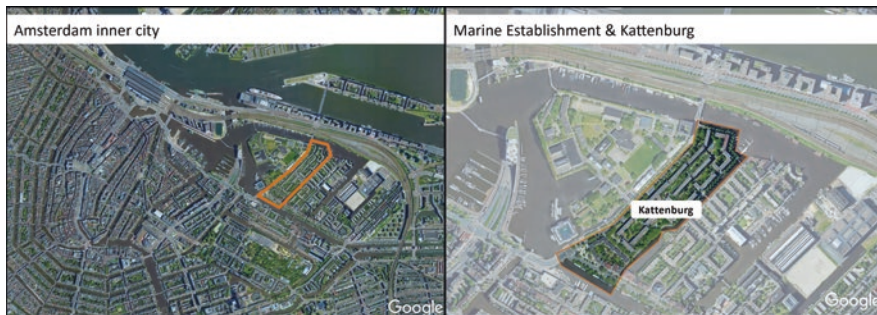 Amsterdam inner city
Marine Establishment & Kattenburg
Kattenburg
Google
Google